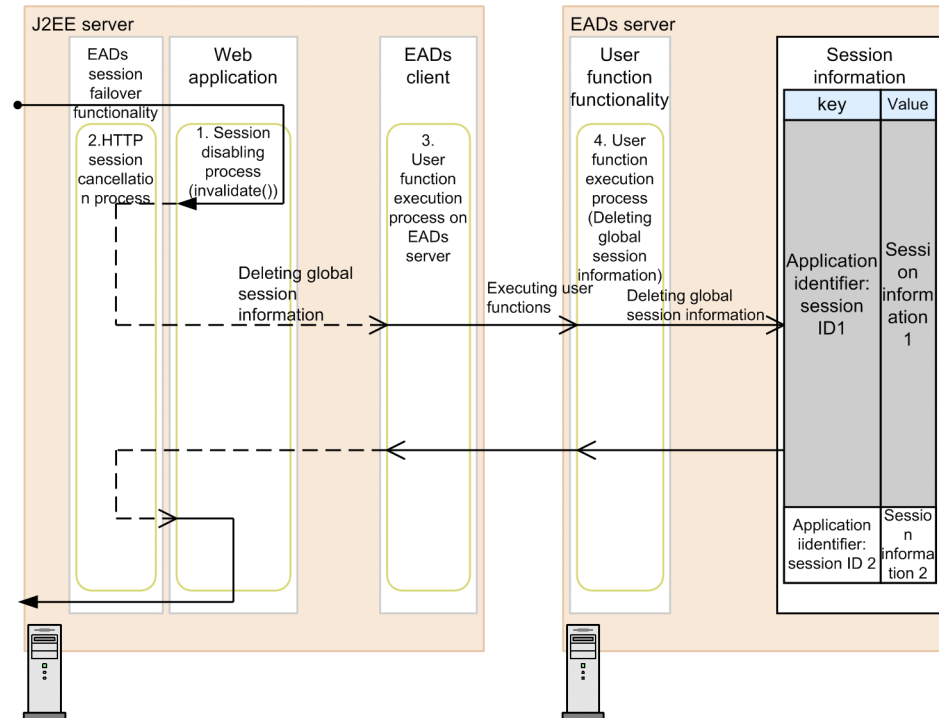 J2EE server
EADs
session
failover
functionality
Web
application
EADs
client
2.HTTP
session
cancellatio
n process
1. Session
disabling
process
(invalidate())
3.
User
function
execution
process on
EADs
server
Deleting global
session
information
EADs server
User
function
functionality
Session
information
4. User
function
execution
process
(Deleting
global
session
information)
Executing user
functions
Deleting global
session information
key
Value
Application
identifier:
session
ID1
Sessi
on
inform
ation
1
Application
iidentifier:
session ID 2
Sessio
n
informa
tion 2